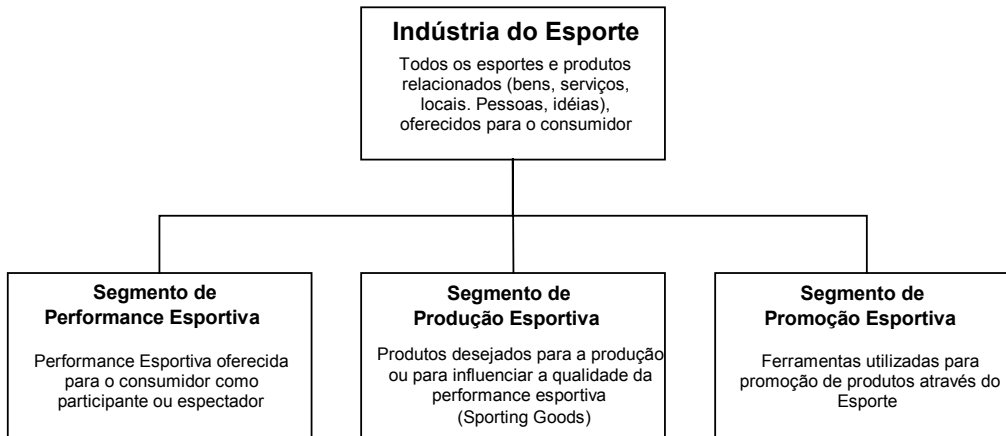 Indústria do Esporte
Todos os esportes e produtos
relacionados (bens, serviços,
locais. Pessoas, idéias),
oferecidos para o consumidor
Segmento de
Performance Esportiva
Performance Esportiva oferecida
para o consumidor como
participante ou espectador
Segmento de
Produção Esportiva
Produtos desejados para a produção
ou para influenciar a qualidade da
performance esportiva
(Sporting Goods)
Segmento de
Promoção Esportiva
Ferramentas utilizadas para
promoção de produtos através do
Esporte